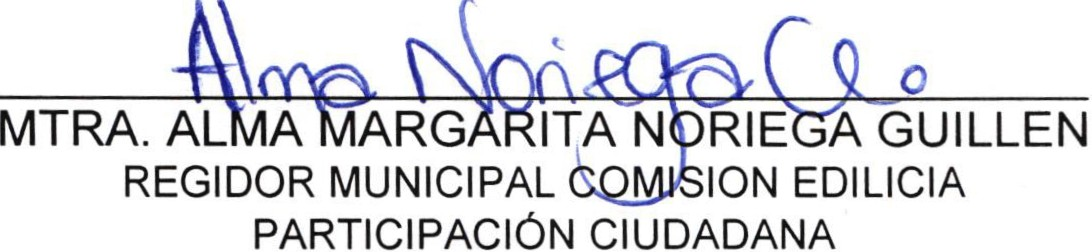 Alma Noriega
MTRA. ALMA MARGARITA NORIEGA GUILLEN
REGIDOR MUNICIPAL COMISION EDILICIA
PARTICIPACIÓN CIUDADANA